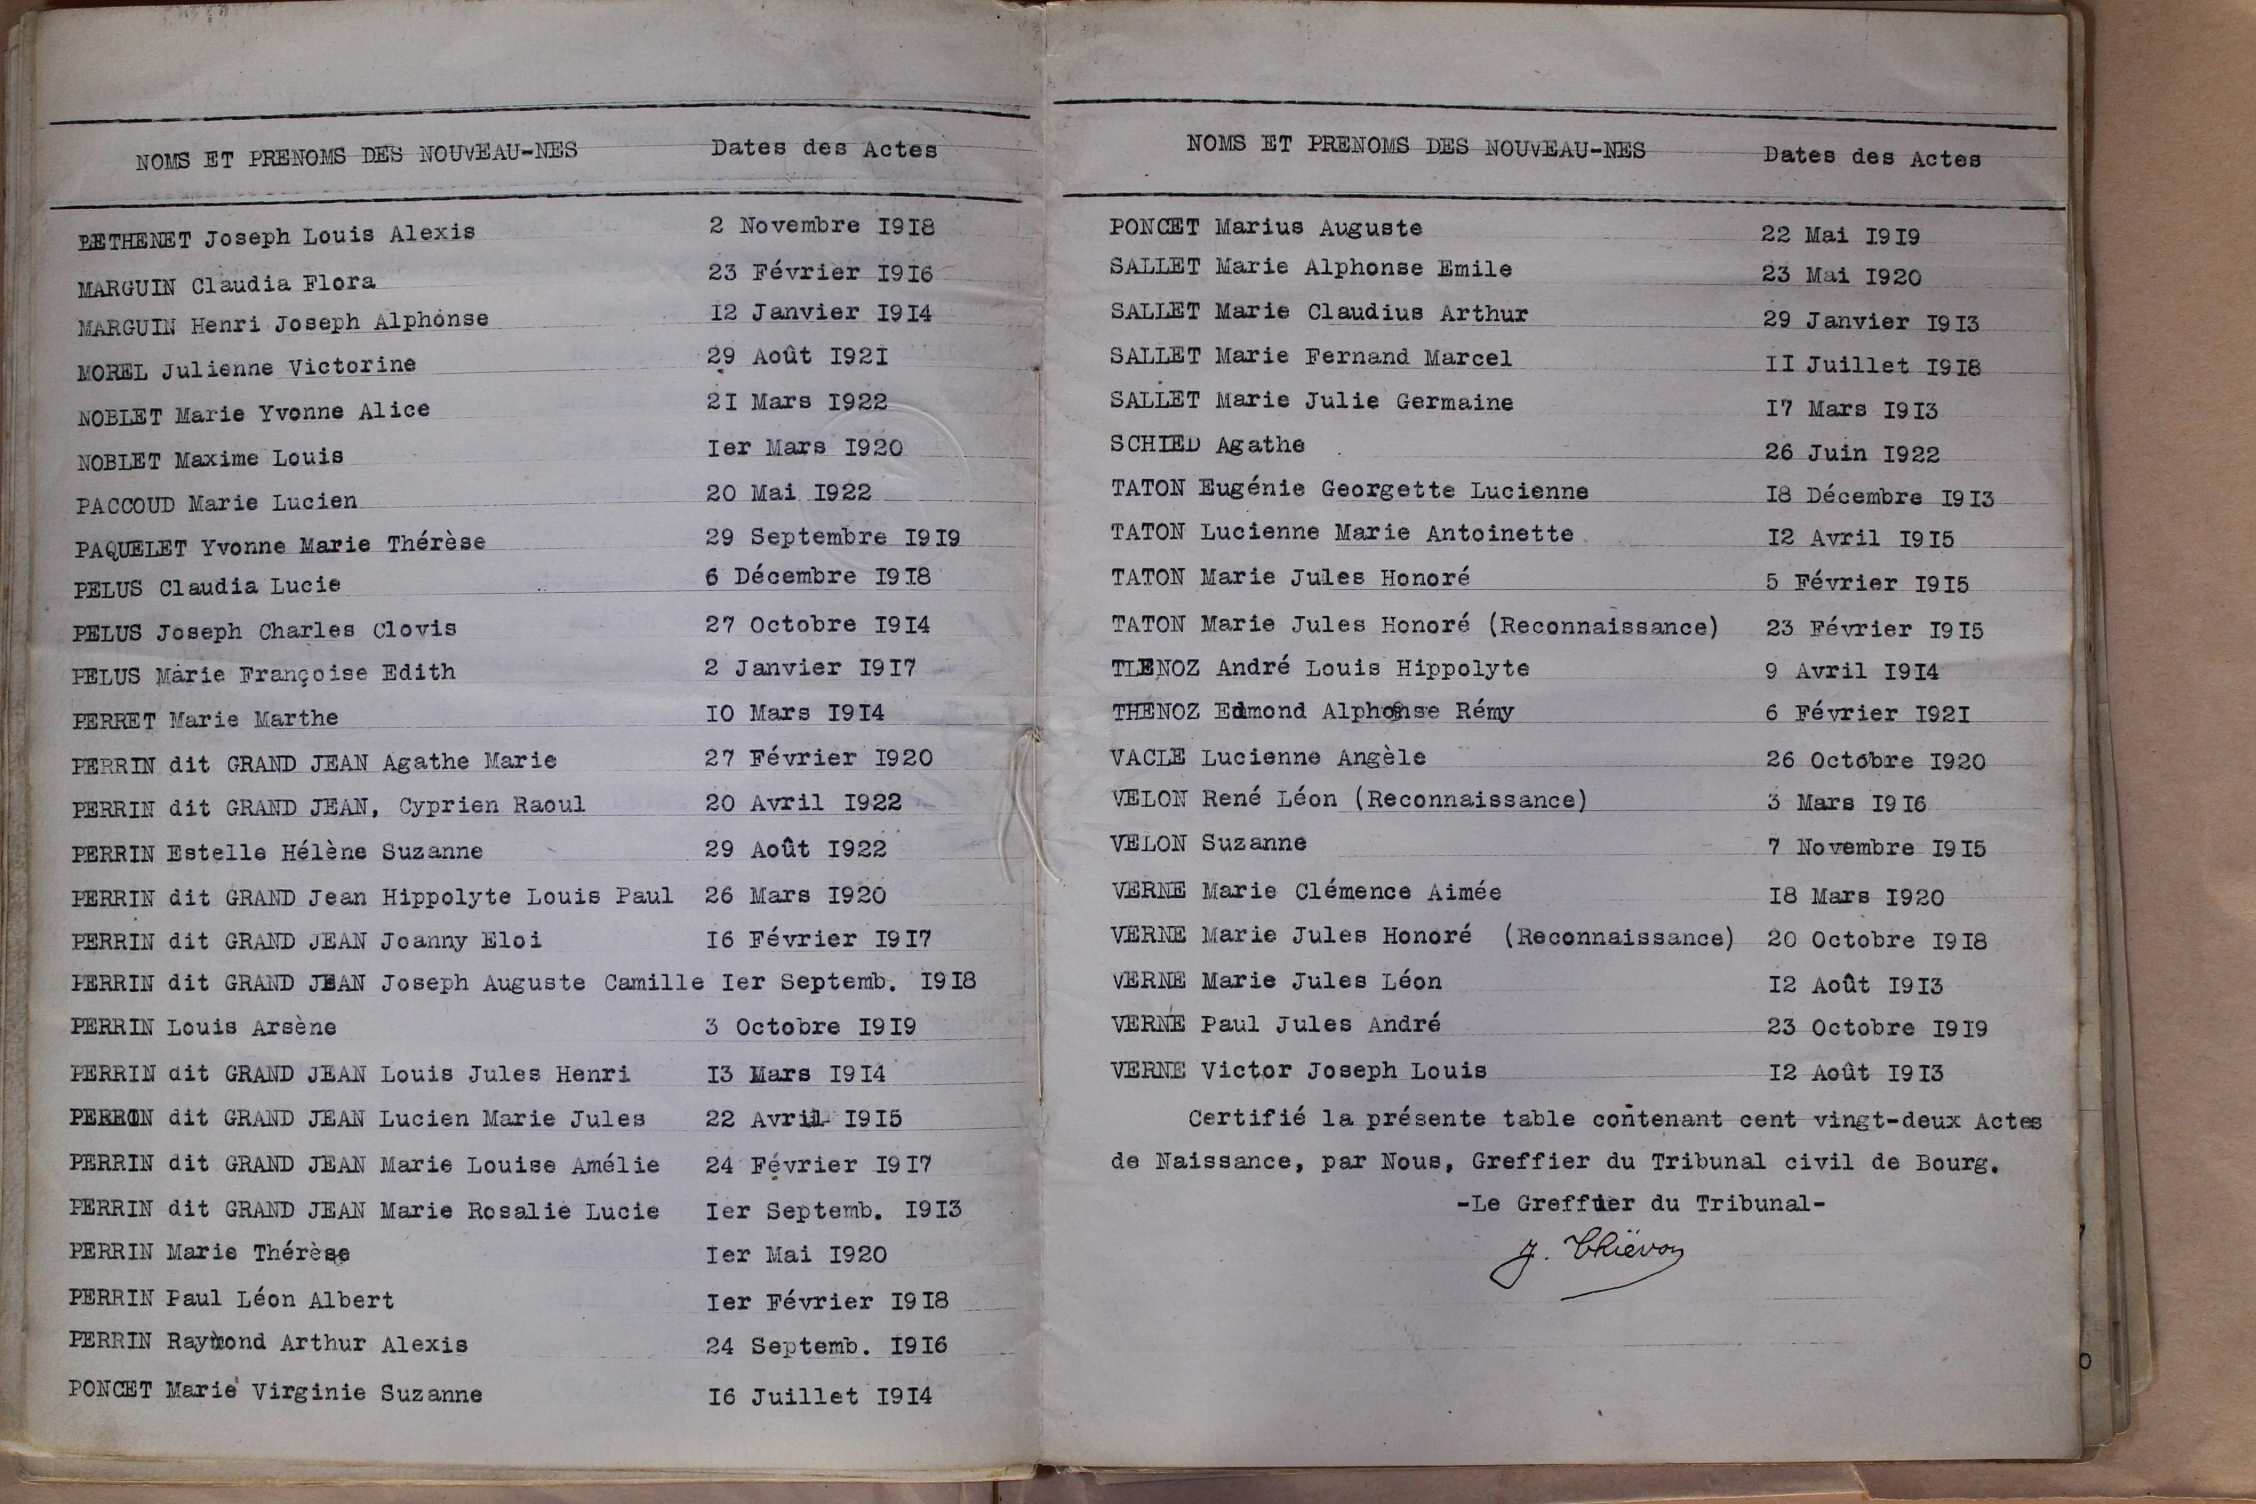 NOMS ET PRENOMS DES NOUVEAU-NES Dates des Actes
PETHENET Joseph Louis Alexis 2 Novembre I9I8
MARGUIN Claudia Flora 23 Février I9I6
MARGUIN Henri Joseph Alphonse I2 Janvier I9I4
MOREL Julienne Victorine 29 Août I92I
NOBLET Marie Yvonne Alice 2I Mars I922
NOBLET Maxime Louis Ier Mars I920
PACCOUD Marie Lucien 20 Mai I922
PAQUELET Yvonne Marie Thérèse 29 Septembre I9I9
PELUS Claudia Lucie 6 Décembre I9I8
PELUS Joseph Charles Clovis 27 Octobre I9I4
PELUS Marie Françoise Edith 2 Janvier I9I7
PERRET Marie Marthe IO Mars I9I4
PERRIN dit GRAND JEAN Agathe Marie 27 Février I920
PERRIN dit GRAND JEAN, Cyprien Raoul 20 Avril I922
PERRIN Estelle Hélène Suzanne 29 Août I922
PERRIN dit GRAND Jean Hippolyte Louis Paul 26 Mars I920
PERRIN dit GRAND JEAN Joanny Eloi I6 Février I9I7
PERRIN dit GRAND JEAN Joseph Auguste Camille Ier Septemb. I9I8
PERRIN Louis Arsène 3 Octobre I9I9
PERRIN dit GRAND JEAN Louis Jules Henri I3 Mars I9I4
PERRIN dit GRAND JEAN Lucien Marie Jules 22 Avril I9I5
PERRIN dit GRAND JEAN Marie Louise Amélie 24 Février I9I7
PERRIN dit GRAND JEAN Marie Rosalie Lucie Ier Septemb. I9I3
PERRIN Marie Thérèse Ier Mai I920
PERRIN Paul Léon Albert Ier Février I9I8
PERRIN Raymond Arthur Alexis 24 Septemb. I9I6
PONCET Marie Virginie Suzanne I6 Juillet I9I4
NOMS ET PRENOMS DES NOUVEAU-NES Dates des Actes
PONCET Marius Auguste 22 Mai I9I9
SALLET Marie Alphonse Emile 23 Mai I920
SALLET Marie Claudius Arthur 29 Janvier I9I3
SALLET Marie Fernand Marcel II Juillet I9I8
SALLET Marie Julie Germaine I7 Mars I9I3
SCHIED Agathe 26 Juin I922
TATON Eugénie Georgette Lucienne I8 Décembre I9I3
TATON Lucienne Marie Antoinette I2 Avril I9I5
TATON Marie Jules Honoré 5 Février I9I5
TATON Marie Jules Honoré (Reconnaissance) 23 Février I9I5
TLENOZ André Louis Hippolyte 9 Avril I9I4
THENOZ Edmond Alphonse Rémy 6 Février I92I
VACLE Lucienne Angèle 26 Octobre I920
VELON René Léon (Reconnaissance) 3 Mars I9I6
VELON Suzanne 7 Novembre I9I5
VERNE Marie Clémence Aimée I8 Mars I920
VERNE Marie Jules Honoré (Reconnaissance) 20 Octobre I9I8
VERNE Marie Jules Léon I2 Août I9I3
VERNE Paul Jules André 23 Octobre I9I9
VERNE Victor Joseph Louis I2 Août I9I3
Certifié la présente table contenant cent vingt-deux Actes
de Naissance, par Nous, Greffier du Tribunal civil de Bourg.
-Le Greffier du Tribunal-
J. Thiévon